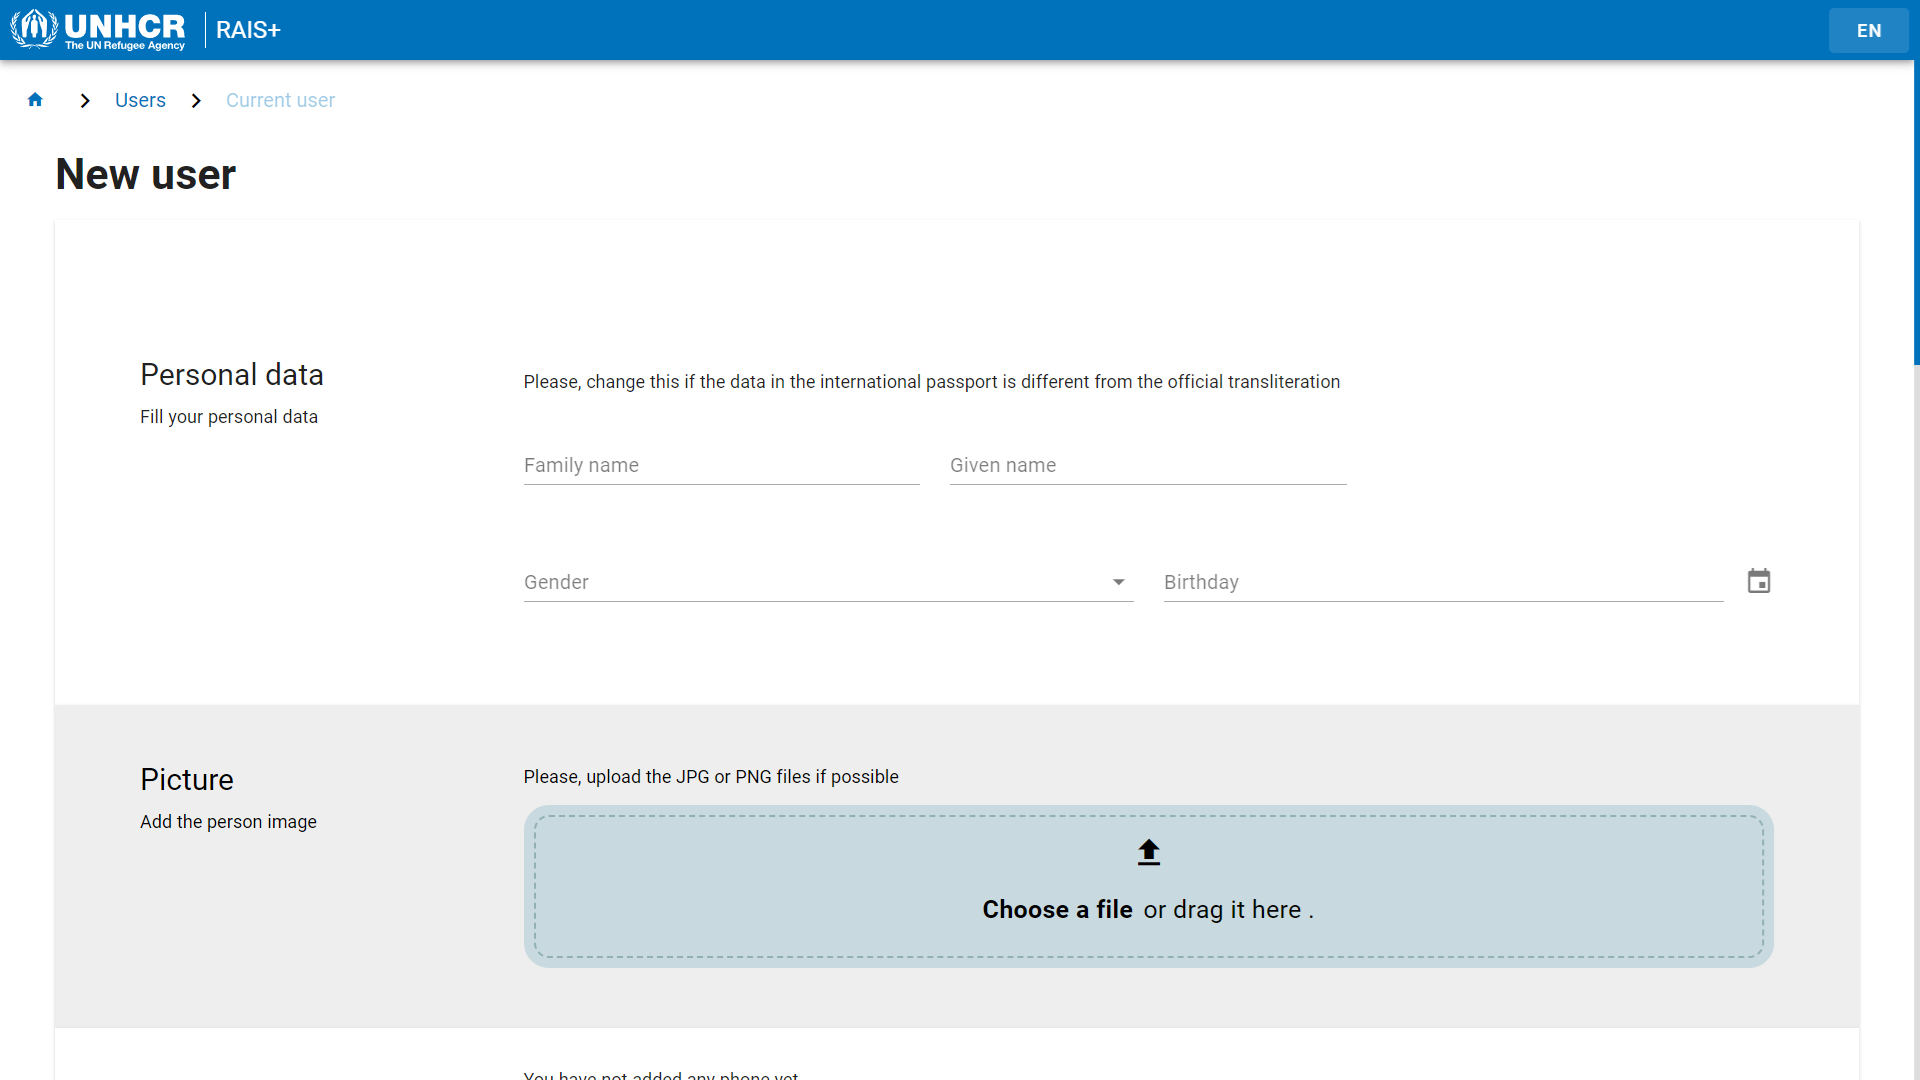 UNHCR
The UN Refugee Agency
RAIS+
EN
Users
Current user
New user
Personal data
Fill your personal data
Please, change this if the data in the international passport is different from the official transliteration
Family name
Given name
Gender
Birthday
Picture
Add the person image
Please, upload the JPG or PNG files if possible
Choose a file or drag it here .
You have not added any phone yet